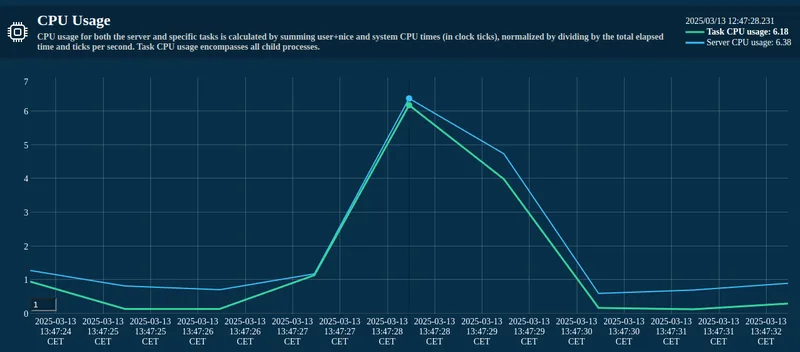 CPU Usage
CPU usage for both the server and specific tasks is calculated by summing user+nice and system CPU times (in clock ticks), normalized by dividing by the total elapsed
time and ticks per second. Task CPU usage encompasses all child processes.
2025/03/13 12:47:28.231
Task CPU usage: 6.18
Server CPU usage: 6.38
7
6
5
4
3
2
1
0
1
2025-03-13 2025-03-13 2025-03-13 2025-03-13 2025-03-13 2025-03-13 2025-03-13 2025-03-13 2025-03-13 2025-03-13 2025-03-13 2025-03-13 2025-03-13 2025-03-13 2025-03-13 2025-03-13
13:47:24 13:47:25 13:47:25 13:47:26 13:47:26 13:47:27 13:47:27 13:47:28 13:47:28 13:47:29 13:47:29 13:47:30 13:47:30 13:47:31 13:47:31 13:47:32
CET CET CET CET CET CET CET CET CET CET CET CET CET CET CET CET